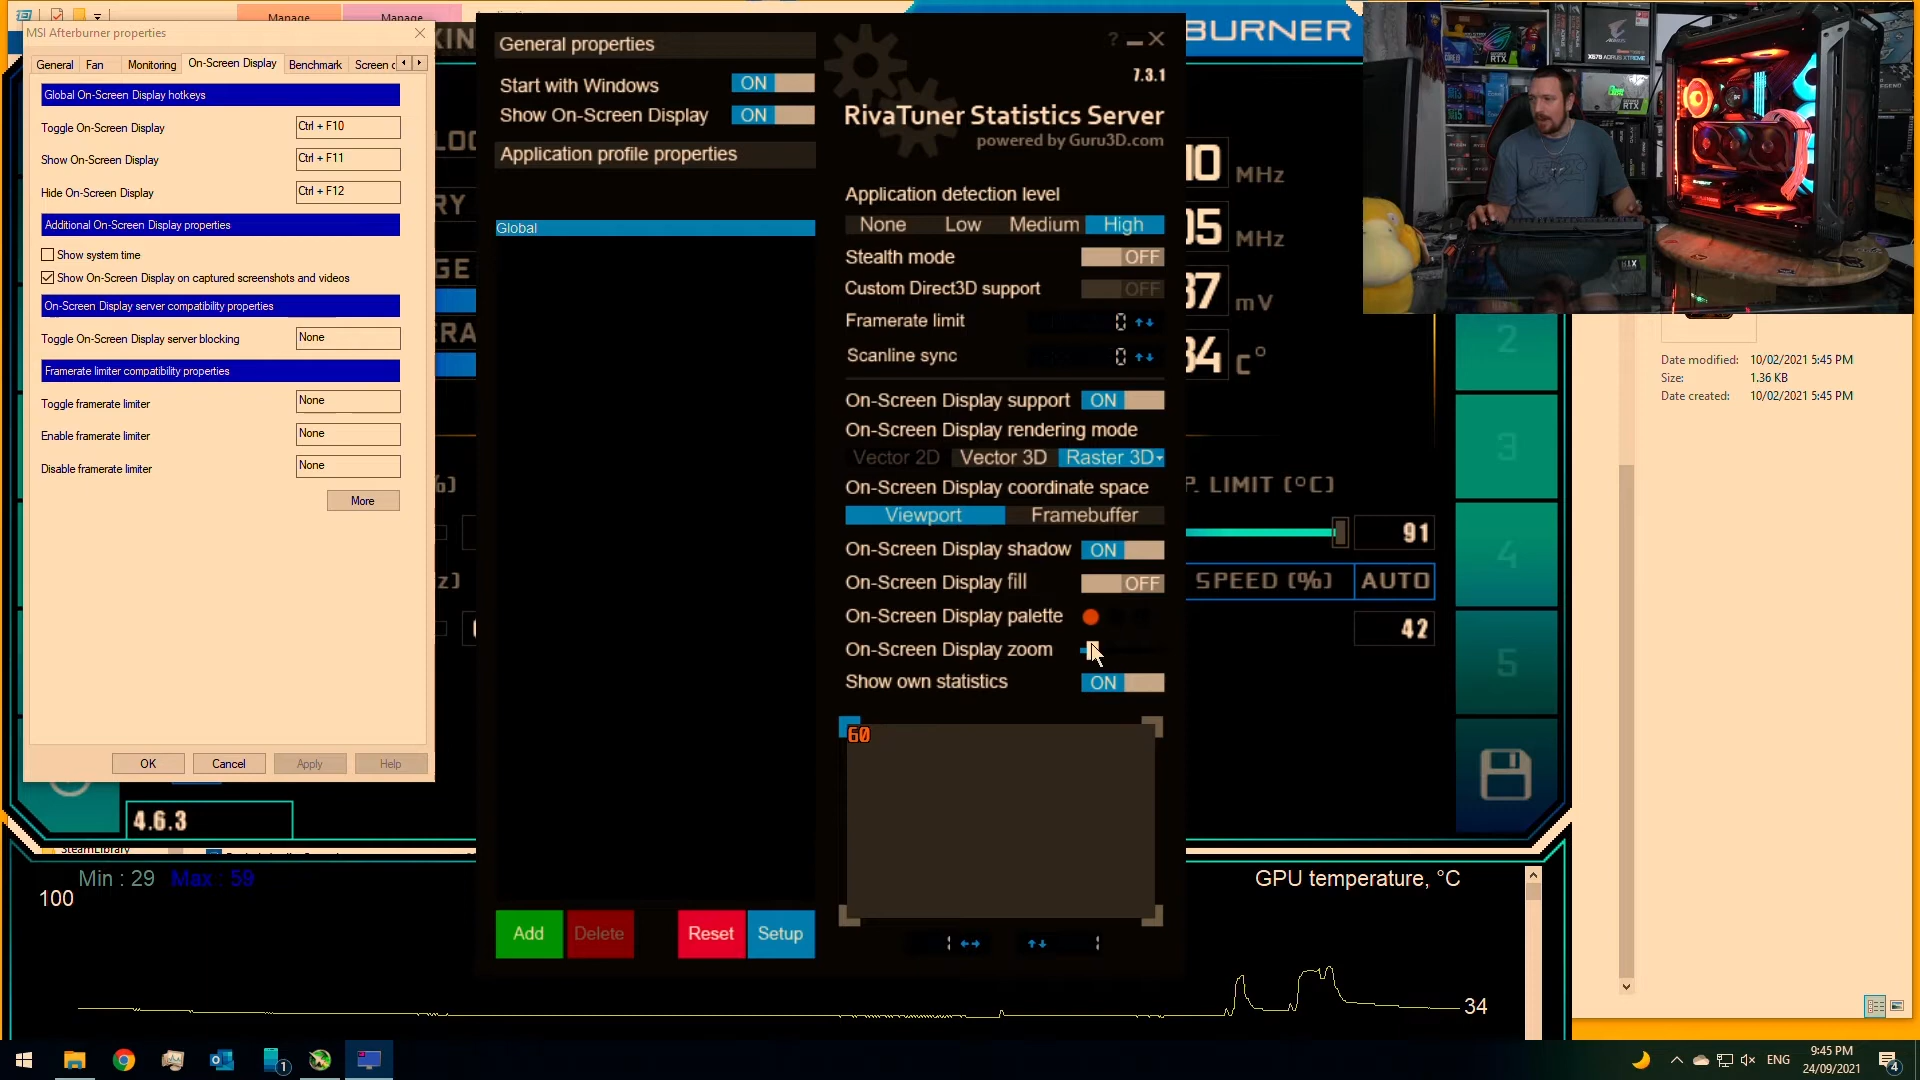 Manage
Manage
MSI Afterburner properties
General
Fan
Monitoring
On-Screen Display
Benchmark
Screen c
Global On-Screen Display hotkeys
Toggle On-Screen Display
Ctrl + F10
Show On-Screen Display
Ctrl + F11
Hide On-Screen Display
Ctrl + F12
Additional On-Screen Display properties
Show system time
Show On-Screen Display on captured screenshots and videos
On-Screen Display server compatibility properties
Toggle On-Screen Display server blocking
None
Framerate limiter compatibility properties
Toggle framerate limiter
None
Enable framerate limiter
None
Disable framerate limiter
None
More
OK
Cancel
Apply
Help
4.6.3
General properties
Start with Windows
ON
Show On-Screen Display
ON
Application profile properties
Global
Add
Delete
Reset
Setup
?
7.3.1
RivaTuner Statistics Server
powered by Guru3D.com
Application detection level
None
Low
Medium
High
Stealth mode
OFF
Custom Direct3D support
OFF
Framerate limit
0
Scanline sync
0
On-Screen Display support
ON
On-Screen Display rendering mode
Vector 2D
Vector 3D
Raster 3D
On-Screen Display coordinate space
Viewport
Framebuffer
On-Screen Display shadow
ON
On-Screen Display fill
OFF
On-Screen Display palette
On-Screen Display zoom
Show own statistics
ON
60
1
1
BURNER
MHz
05
MHz
37
mV
34
C°
P. LIMIT (°C)
91
SPEED (%)
AUTO
42
2
3
4
5
Date modified: 10/02/2021 5:45 PM
Size: 1.36 KB
Date created: 10/02/2021 5:45 PM
SteamLibrary
Min : 29
Max : 59
100
GPU temperature, °C
34
1
ENG
9:45 PM
24/09/2021
4